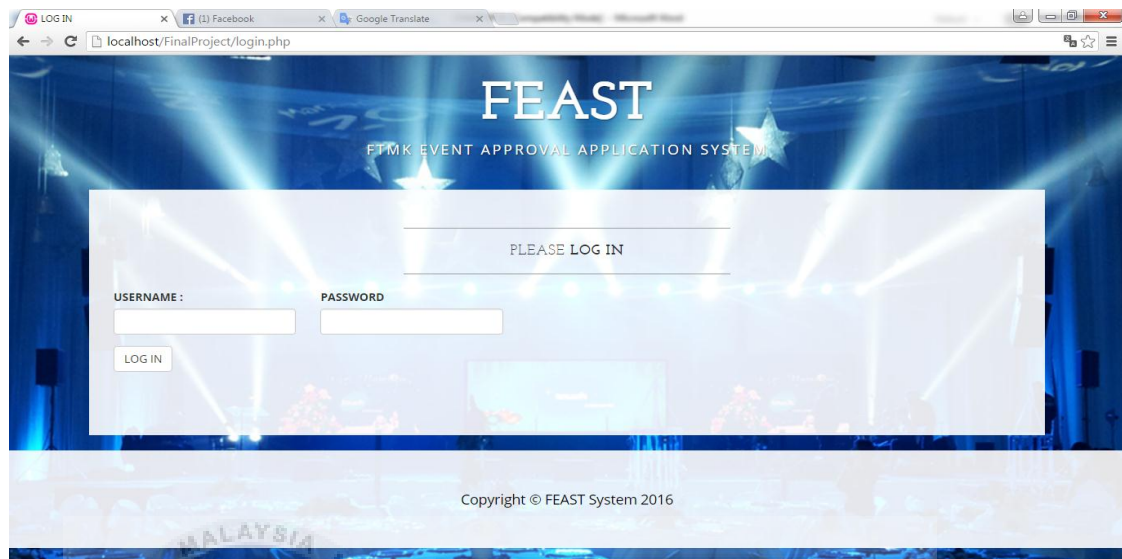 LOG IN
(1) Facebook
Google Translate
localhost/FinalProject/login.php
FEAST
FTMK EVENT APPROVAL APPLICATION SYSTEM
PLEASE LOG IN
USERNAME :
PASSWORD
LOG IN
Copyright © FEAST System 2016
MALAYSIA